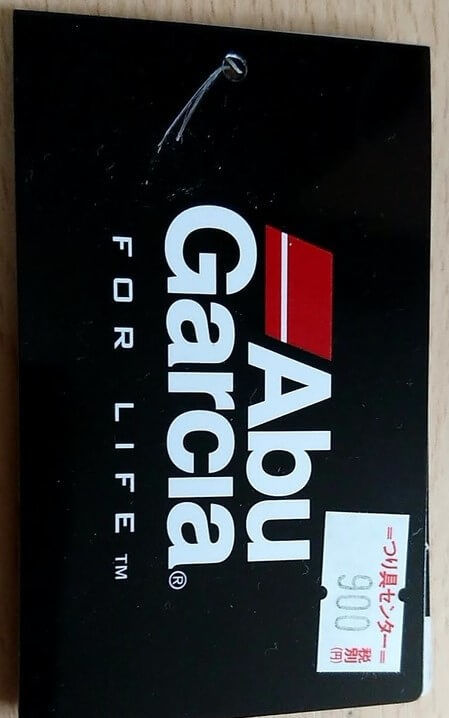 Abu
Garcia®
FOR LIFE™
=つり具センター=
900
税別
(円)